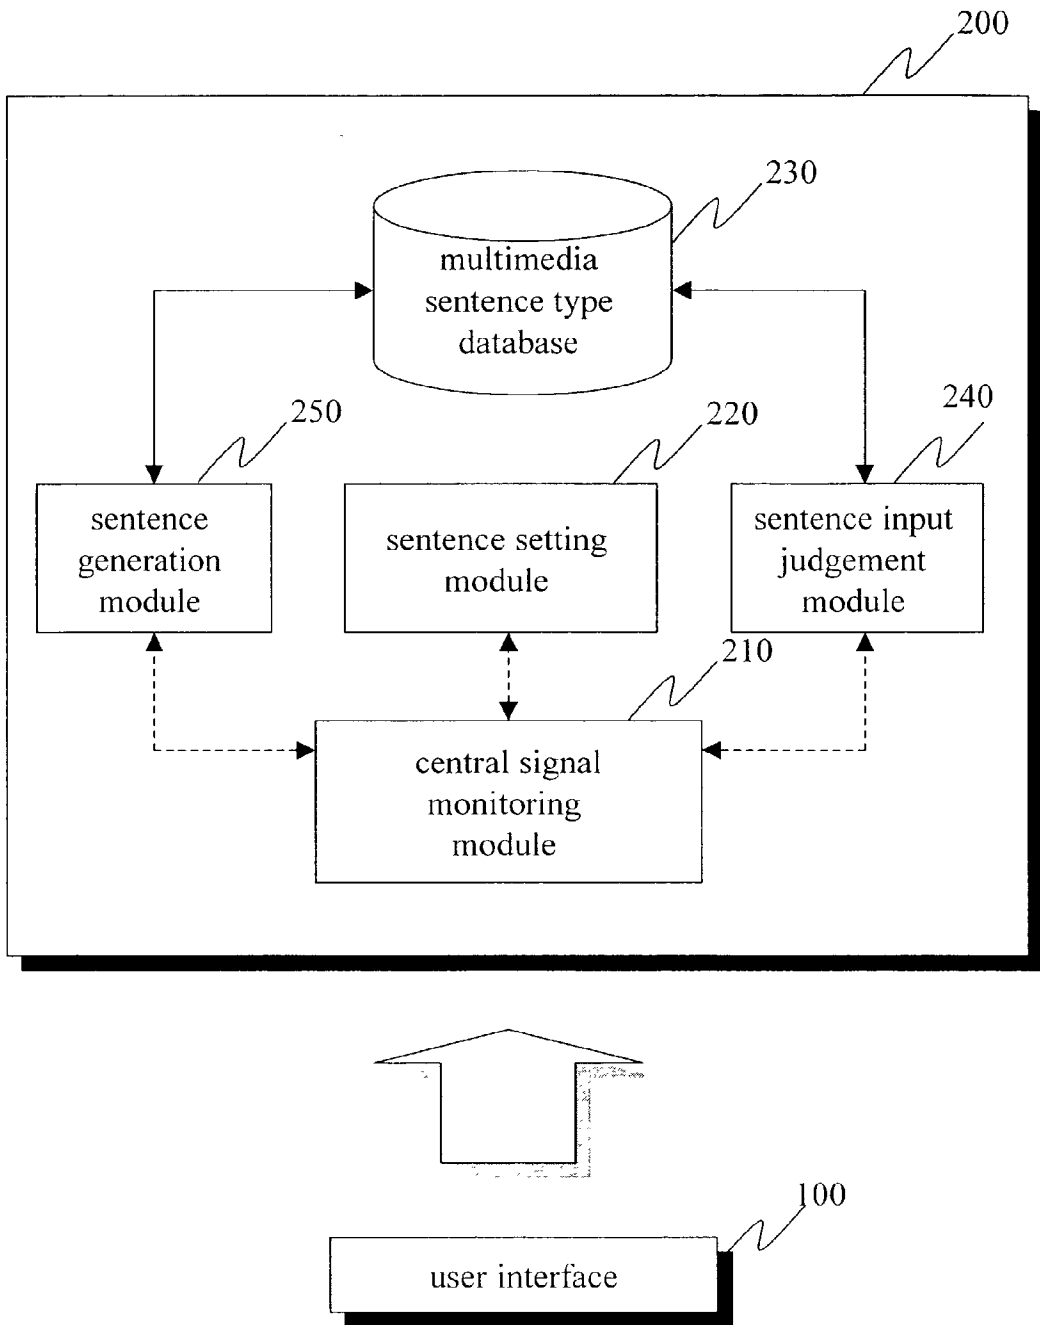 200
230
multimedia
sentence type
database
250
220
240
sentence
generation
module
sentence setting
module
sentence input
judgement
module
210
central signal
monitoring
module
100
user interface